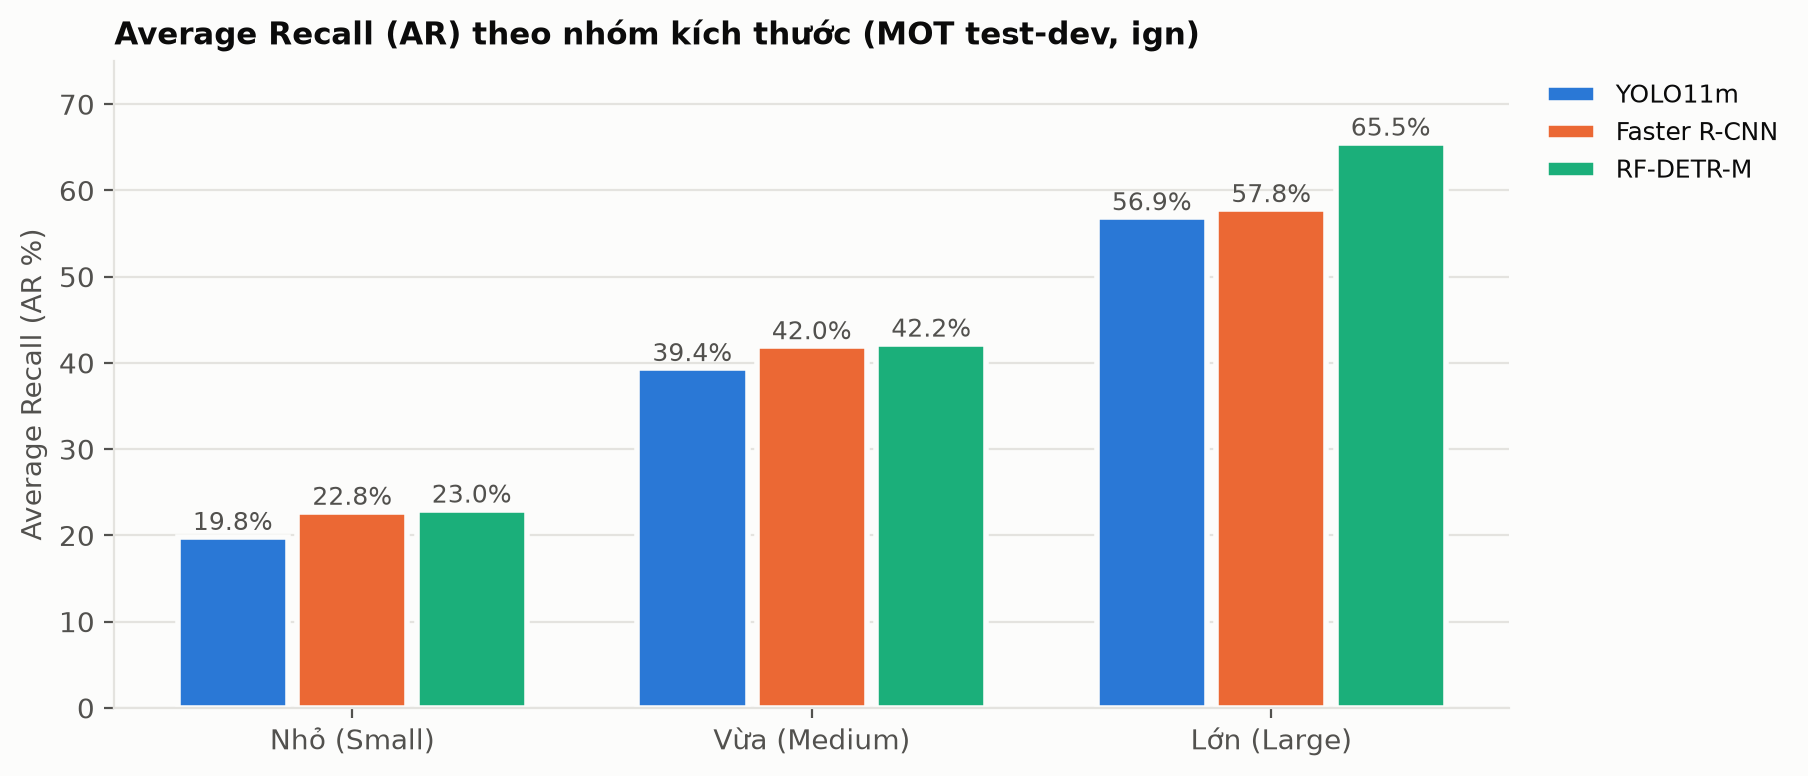 Average Recall (AR) theo nhóm kích thước (MOT test-dev, ign)
YOLO11m
Faster R-CNN
RF-DETR-M
Average Recall (AR %)
70
60
50
40
30
20
10
0
19.8%
22.8%
23.0%
39.4%
42.0%
42.2%
56.9%
57.8%
65.5%
Nhỏ (Small)
Vừa (Medium)
Lớn (Large)